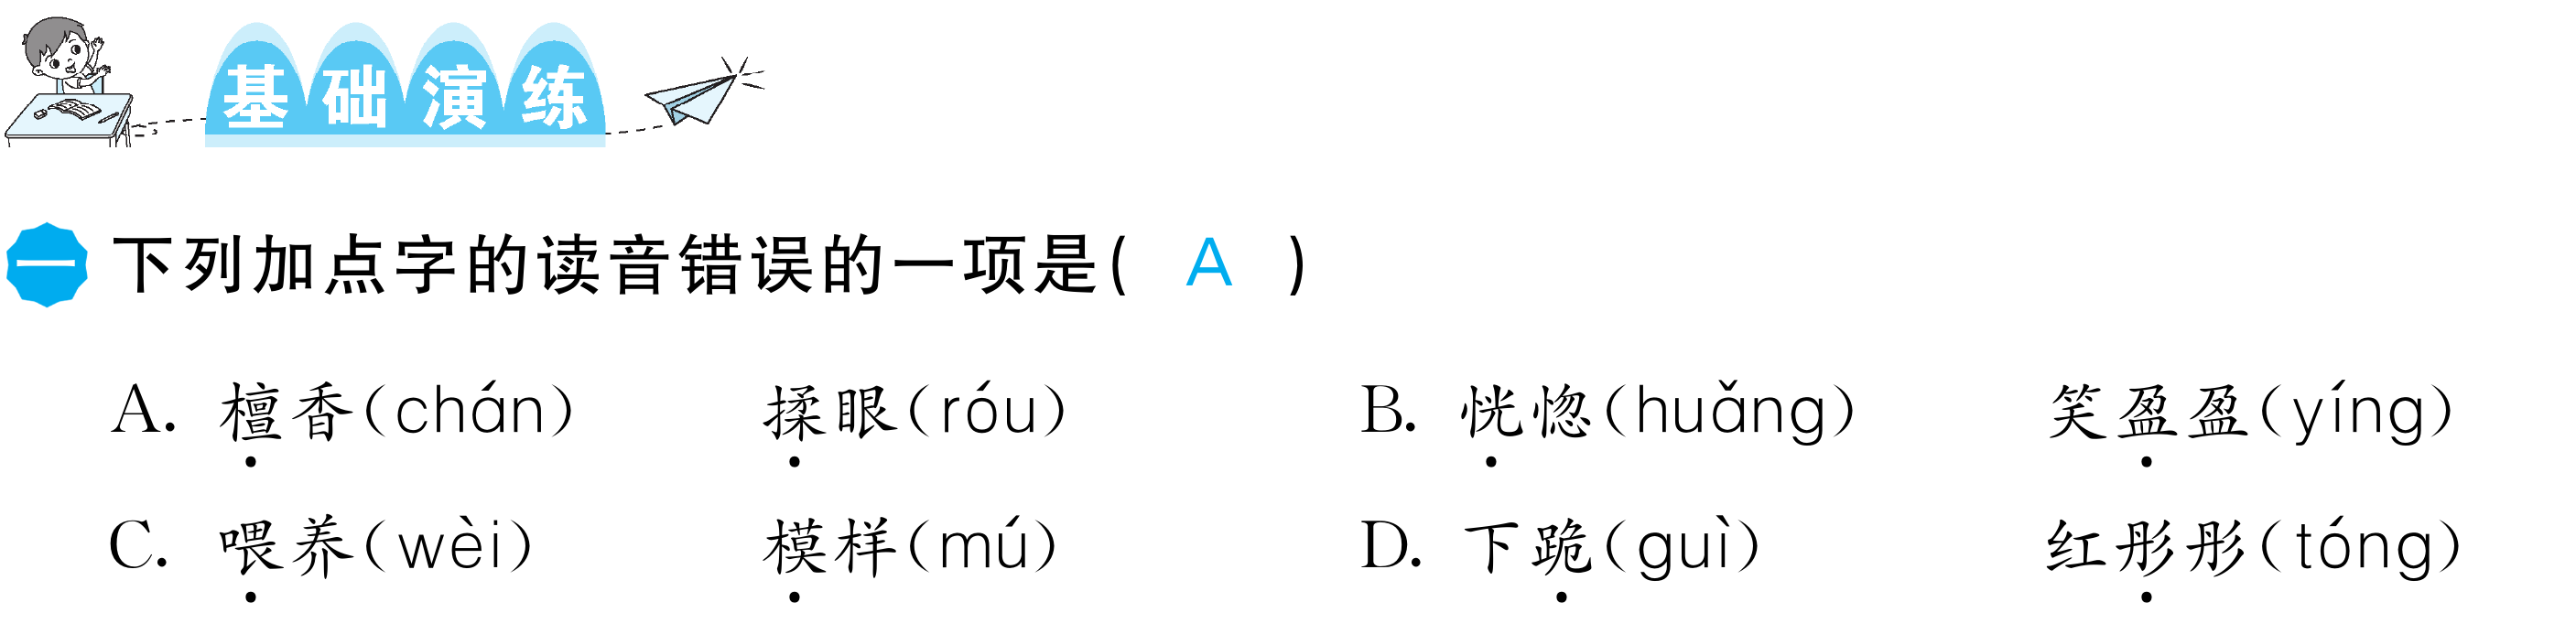 基础演练
一 下列加点字的读音错误的一项是( A )
A. 檀香(chán) 揉眼(róu) B. 恍惚(huǎng) 笑盈盈(yíng)
C. 喂养(wèi) 模样(mú) D. 下跪(guì) 红彤彤(tóng)